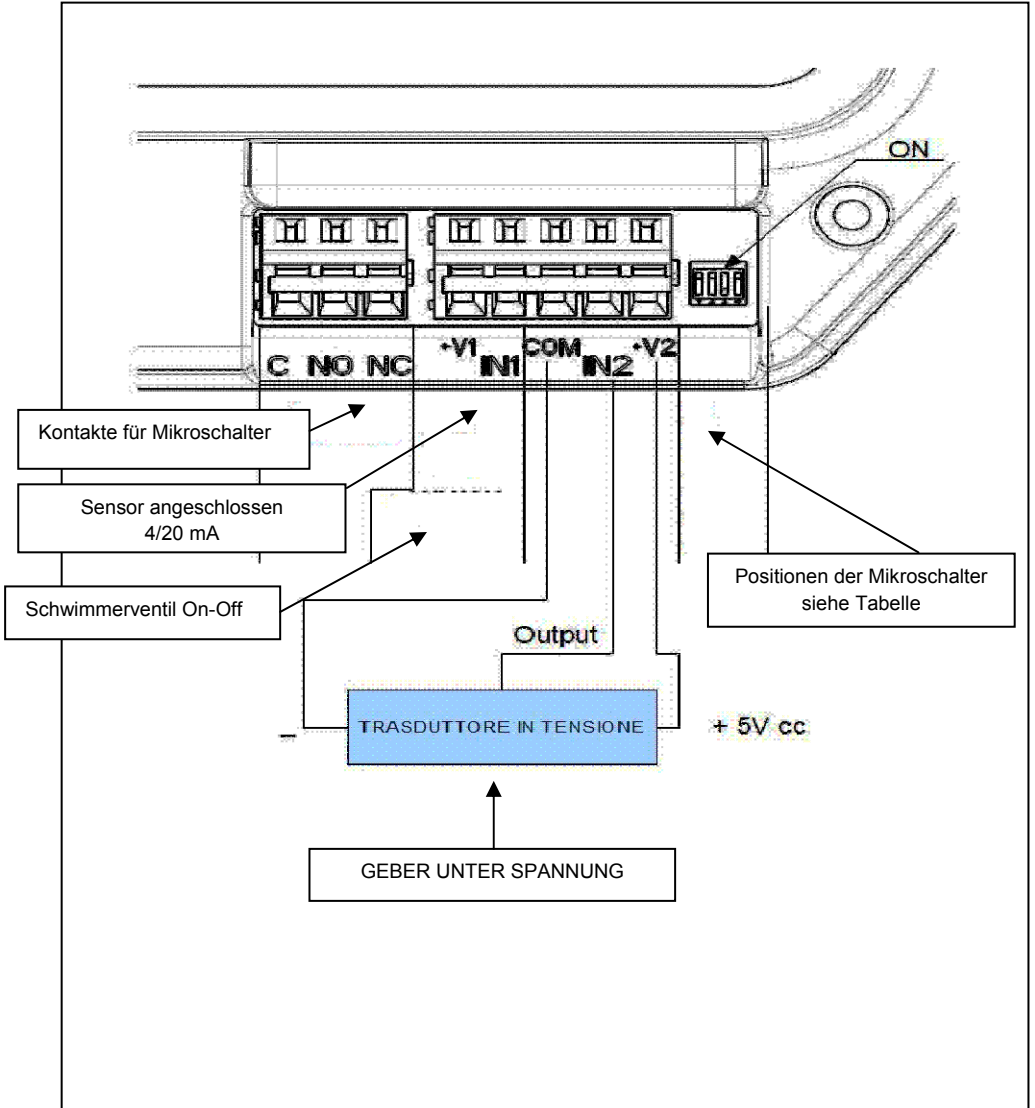 ON
C NO NC +V1 IN1 COM IN2 +V2
Kontakte für Mikroschalter
Sensor angeschlossen
4/20 mA
Schwimmerventil On-Off
Positionen der Mikroschalter
siehe Tabelle
Output
TRASDUTTORE IN TENSIONE
–
+ 5V cc
GEBER UNTER SPANNUNG